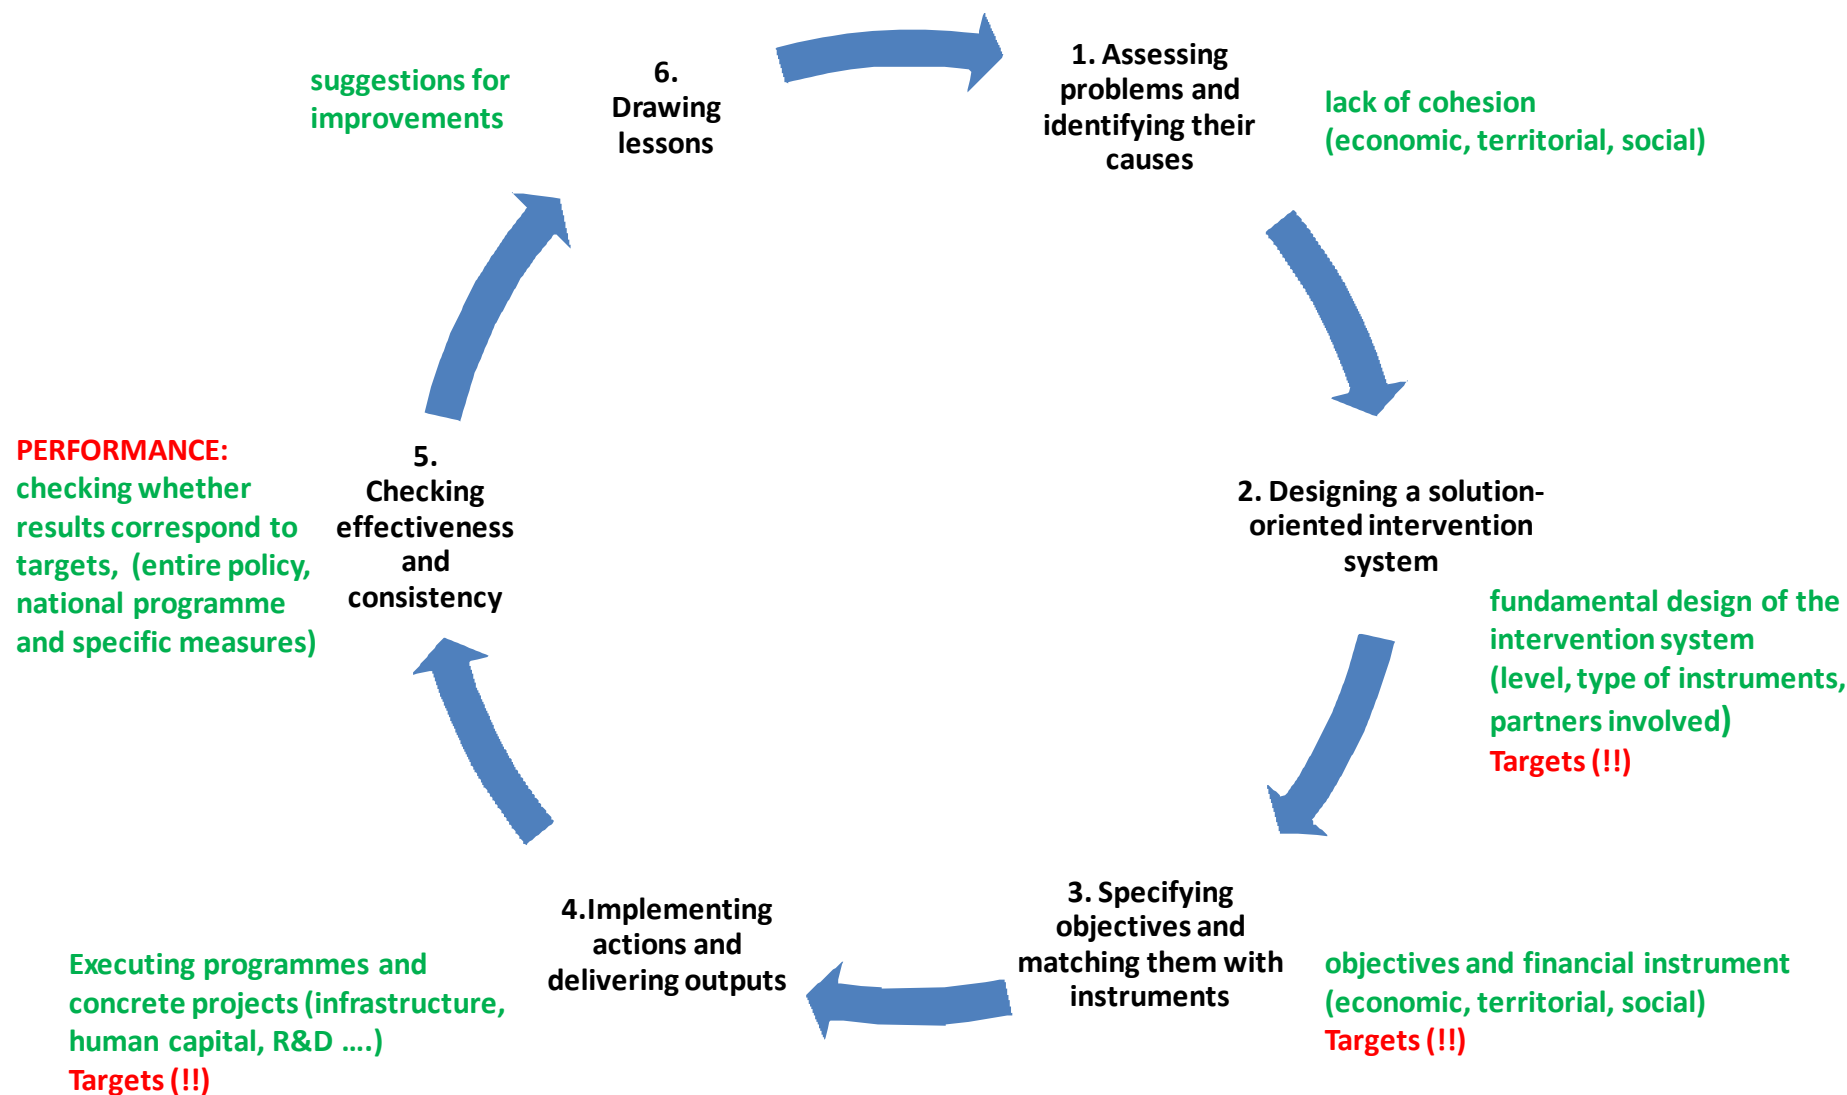 1. Assessing
problems and
identifying their
causes
lack of cohesion
(economic, territorial, social)
2. Designing a solution-
oriented intervention
system
fundamental design of the
intervention system
(level, type of instruments,
partners involved)
Targets (!!)
3. Specifying
objectives and
matching them with
instruments
objectives and financial instrument
(economic, territorial, social)
Targets (!!)
4.Implementing
actions and
delivering outputs
Executing programmes and
concrete projects (infrastructure,
human capital, R&D ....)
Targets (!!)
5.
Checking
effectiveness
and
consistency
PERFORMANCE:
checking whether
results correspond to
targets, (entire policy,
national programme
and specific measures)
6.
Drawing
lessons
suggestions for
improvements